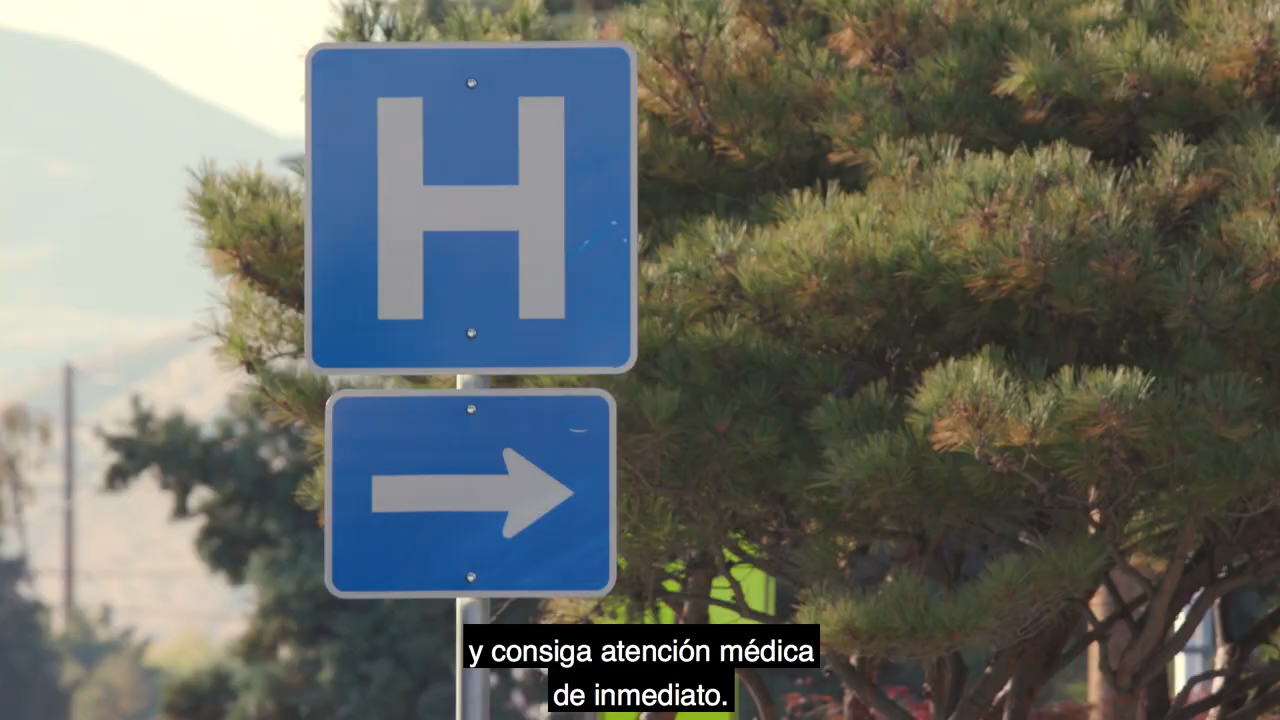 H
y consiga atención médica
de inmediato.